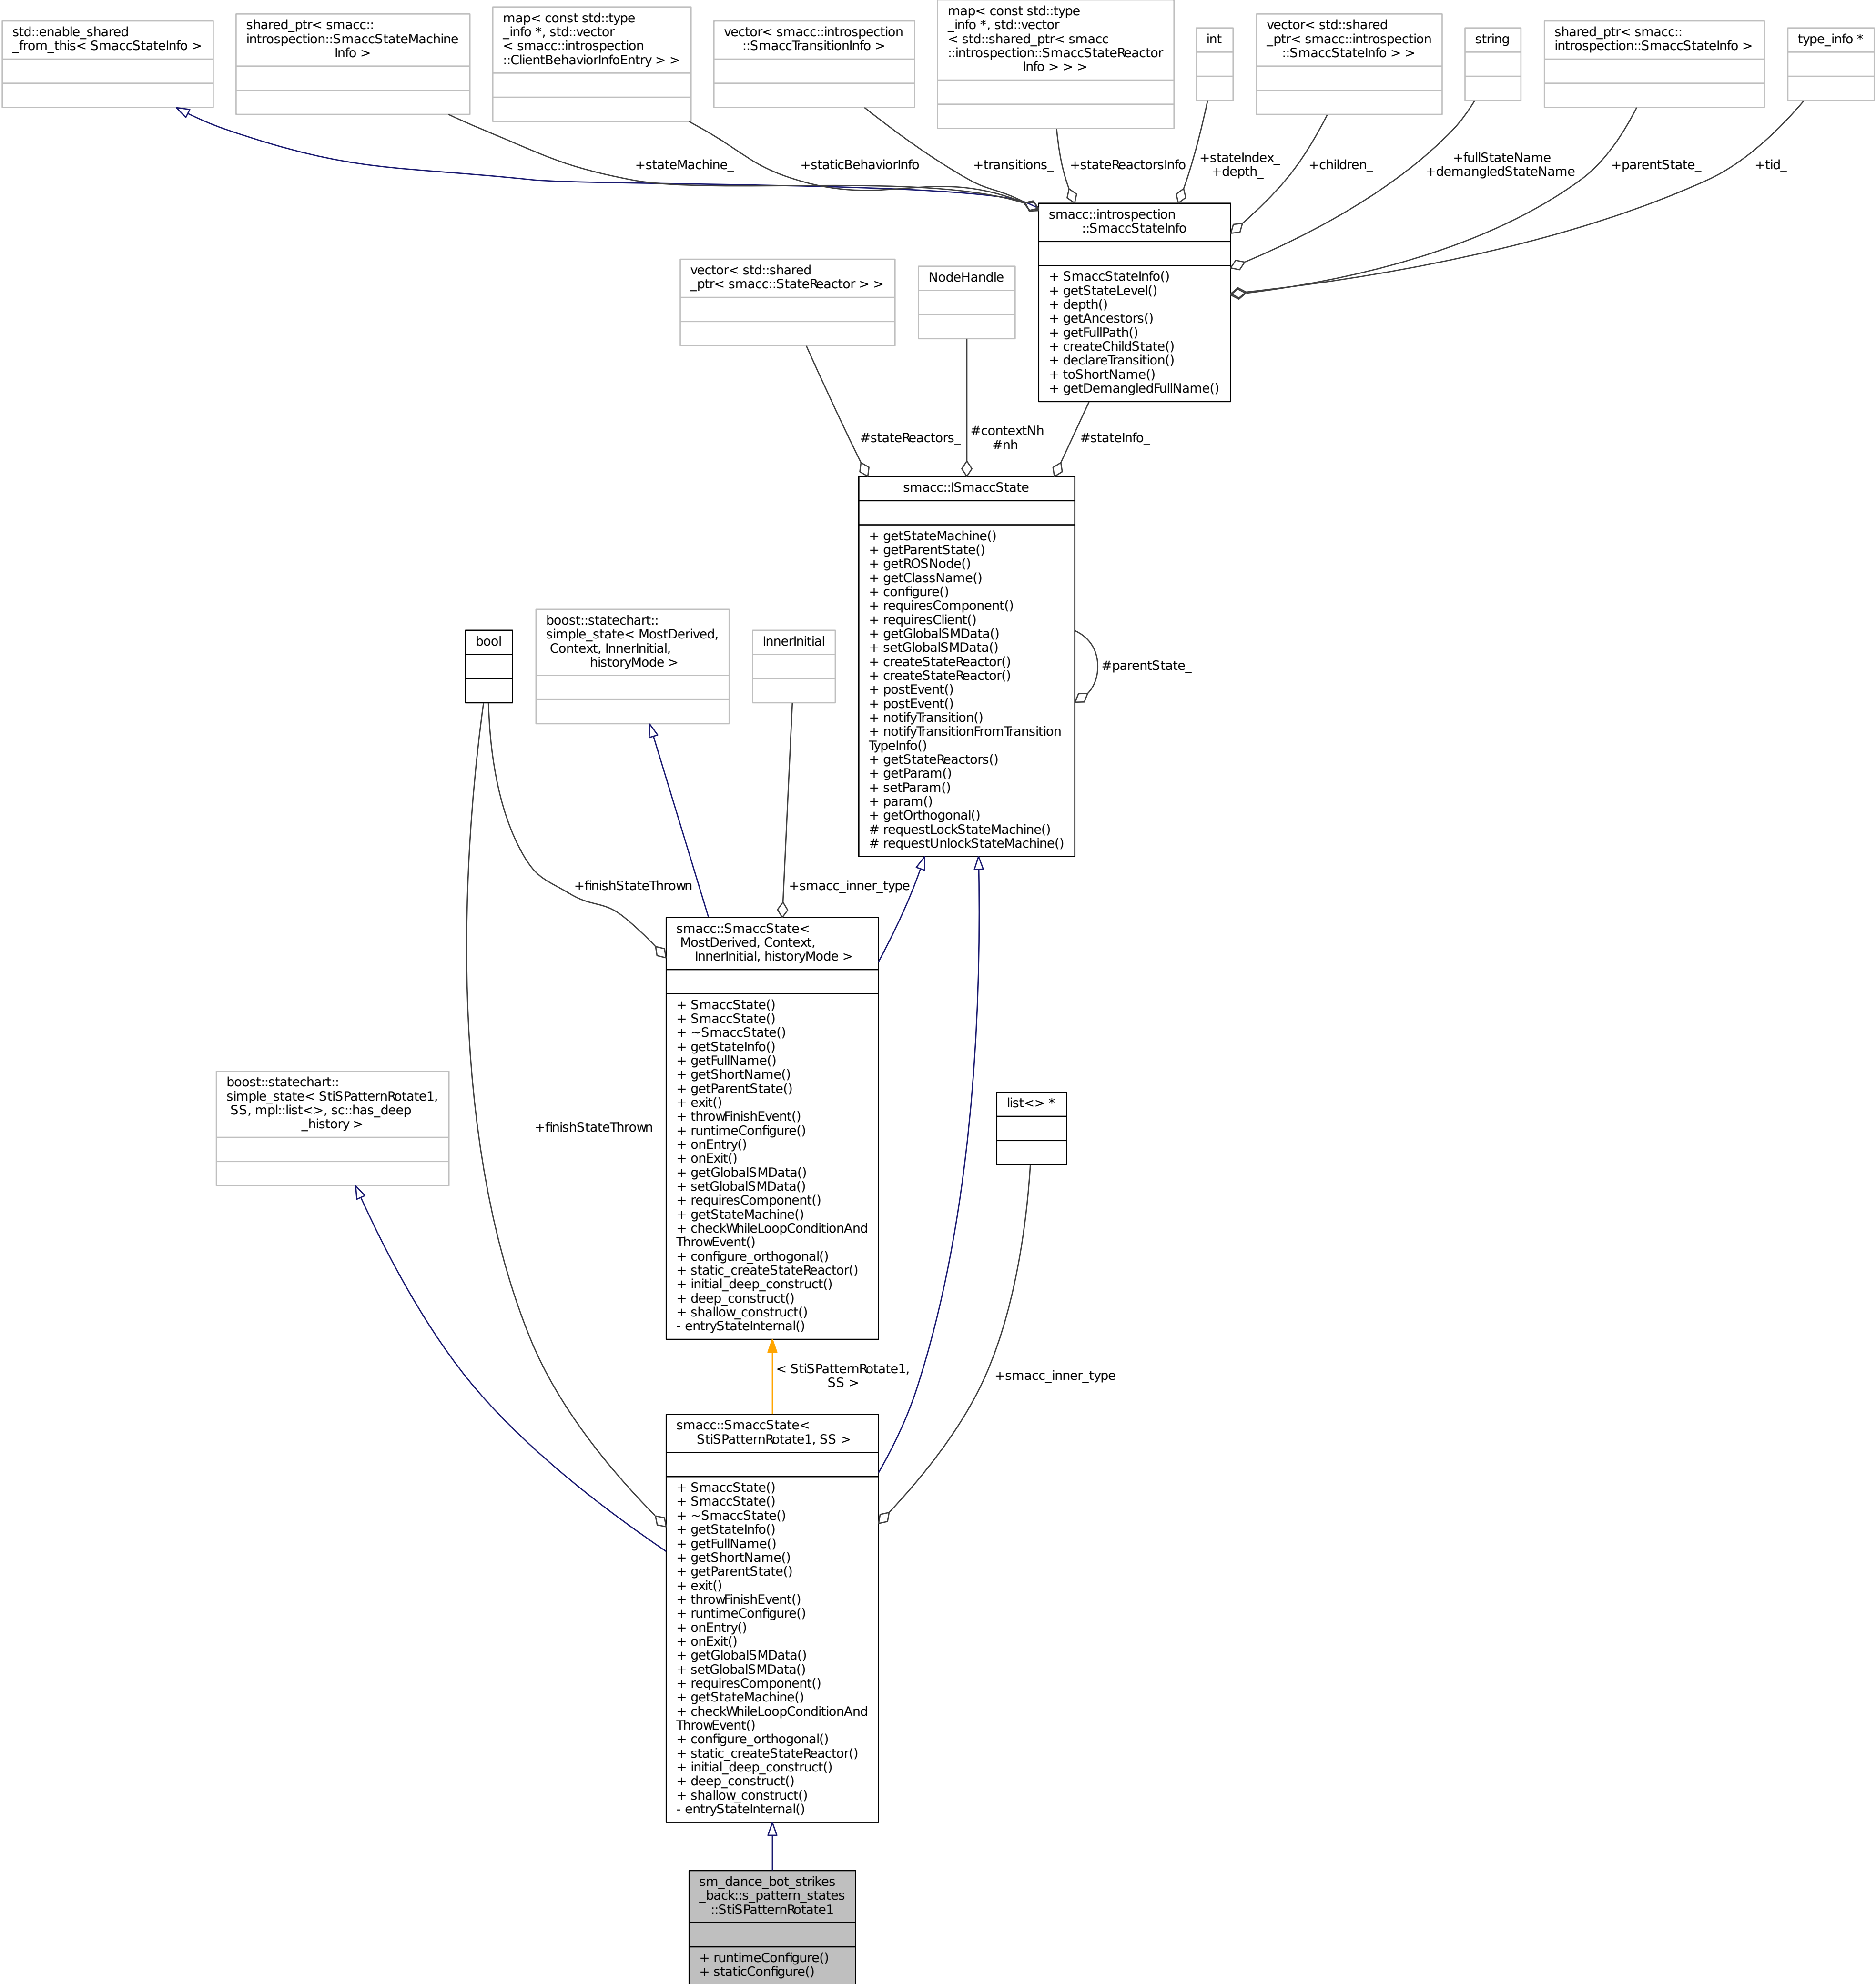 std::enable_shared
_from_this< SmaccStateInfo >
shared_ptr< smacc::
introspection::SmaccStateMachine
Info >
map< const std::type
_info *, std::vector
< smacc::introspection
::ClientBehaviorInfoEntry > >
vector< smacc::introspection
::SmaccTransitionInfo >
map< const std::type
_info *, std::vector
< std::shared_ptr< smacc
::introspection::SmaccStateReactor
Info > > >
int
vector< std::shared
_ptr< smacc::introspection
::SmaccStateInfo > >
string
shared_ptr< smacc::
introspection::SmaccStateInfo >
type_info *
+stateMachine_
+staticBehaviorInfo
+transitions_
+stateReactorsInfo
+stateIndex_
+depth_
+children_
+fullStateName
+demangledStateName
+parentState_
+tid_
smacc::introspection
::SmaccStateInfo
+ SmaccStateInfo()
+ getStateLevel()
+ depth()
+ getAncestors()
+ getFullPath()
+ createChildState()
+ declareTransition()
+ toShortName()
+ getDemangledFullName()
vector< std::shared
_ptr< smacc::StateReactor > >
NodeHandle
#stateReactors_
#contextNh
#nh
#stateInfo_
smacc::ISmaccState
+ getStateMachine()
+ getParentState()
+ getROSNode()
+ getClassName()
+ configure()
+ requiresComponent()
+ requiresClient()
+ getGlobalSMData()
+ setGlobalSMData()
+ createStateReactor()
+ createStateReactor()
+ postEvent()
+ postEvent()
+ notifyTransition()
+ notifyTransitionFromTransition
TypeInfo()
+ getStateReactors()
+ getParam()
+ setParam()
+ param()
+ getOrthogonal()
# requestLockStateMachine()
# requestUnlockStateMachine()
#parentState_
bool
boost::statechart::
simple_state< MostDerived,
Context, InnerInitial,
historyMode >
InnerInitial
+finishStateThrown
+smacc_inner_type
smacc::SmaccState<
MostDerived, Context,
InnerInitial, historyMode >
+ SmaccState()
+ SmaccState()
+ ~SmaccState()
+ getStateInfo()
+ getFullName()
+ getShortName()
+ getParentState()
+ exit()
+ throwFinishEvent()
+ runtimeConfigure()
+ onEntry()
+ onExit()
+ getGlobalSMData()
+ setGlobalSMData()
+ requiresComponent()
+ getStateMachine()
+ checkWhileLoopConditionAnd
ThrowEvent()
+ configure_orthogonal()
+ static_createStateReactor()
+ initial_deep_construct()
+ deep_construct()
+ shallow_construct()
- entryStateInternal()
boost::statechart::
simple_state< StiSPatternRotate1,
SS, mpl::list<>, sc::has_deep
_history >
+finishStateThrown
list<> *
< StiSPatternRotate1,
SS >
+smacc_inner_type
smacc::SmaccState<
StiSPatternRotate1, SS >
+ SmaccState()
+ SmaccState()
+ ~SmaccState()
+ getStateInfo()
+ getFullName()
+ getShortName()
+ getParentState()
+ exit()
+ throwFinishEvent()
+ runtimeConfigure()
+ onEntry()
+ onExit()
+ getGlobalSMData()
+ setGlobalSMData()
+ requiresComponent()
+ getStateMachine()
+ checkWhileLoopConditionAnd
ThrowEvent()
+ configure_orthogonal()
+ static_createStateReactor()
+ initial_deep_construct()
+ deep_construct()
+ shallow_construct()
- entryStateInternal()
sm_dance_bot_strikes
_back::s_pattern_states
::StiSPatternRotate1
+ runtimeConfigure()
+ staticConfigure()